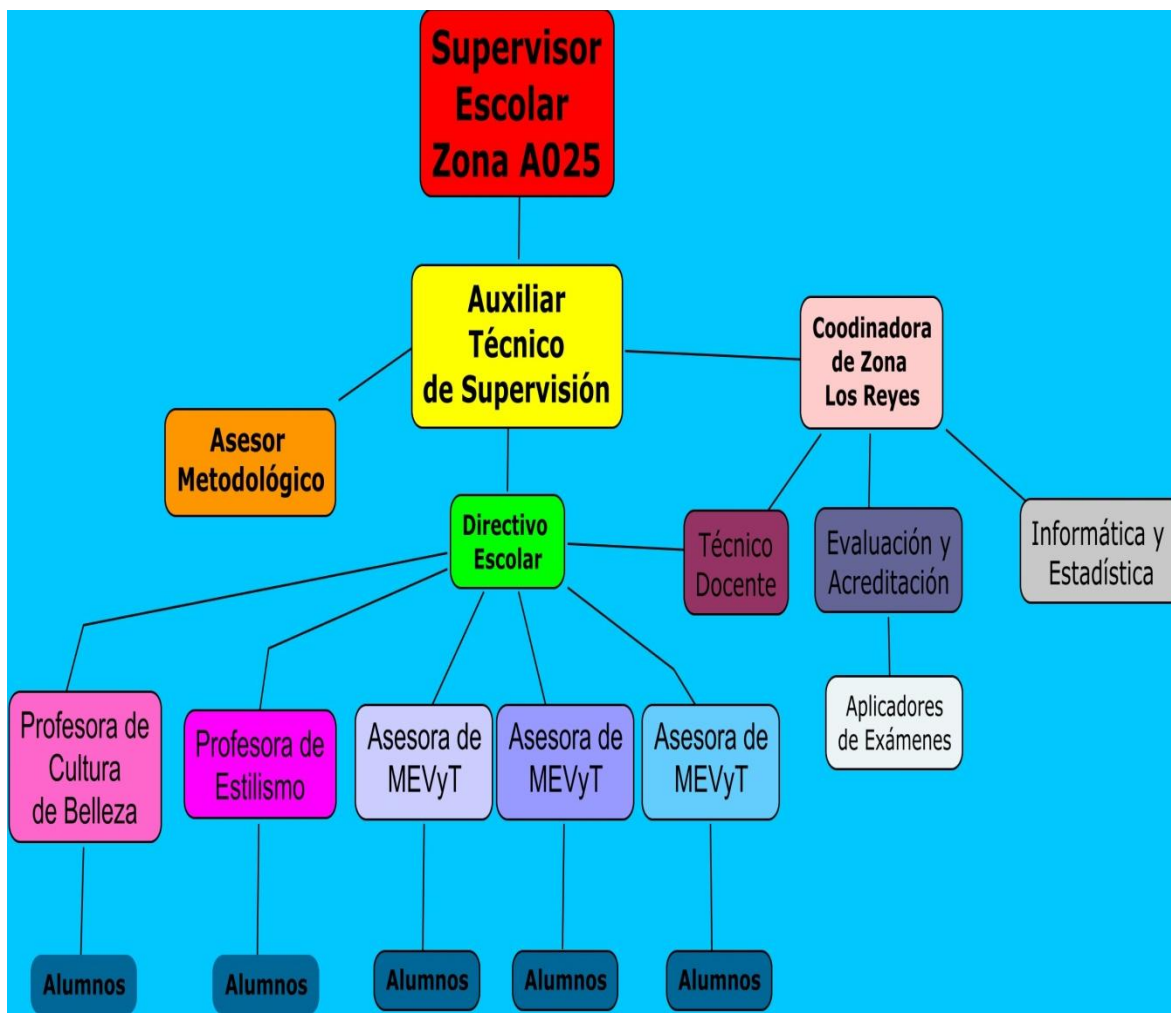 Supervisor
Escolar
Zona A025
Auxiliar
Técnico
de Supervisión
Coodinadora
de Zona
Los Reyes
Asesor
Metodológico
Directivo
Escolar
Técnico
Docente
Evaluación y
Acreditación
Informática y
Estadística
Profesora de
Cultura
de Belleza
Profesora de
Estilismo
Asesora de
MEVyT
Asesora de
MEVyT
Asesora de
MEVyT
Aplicadores
de Exámenes
Alumnos
Alumnos
Alumnos
Alumnos
Alumnos